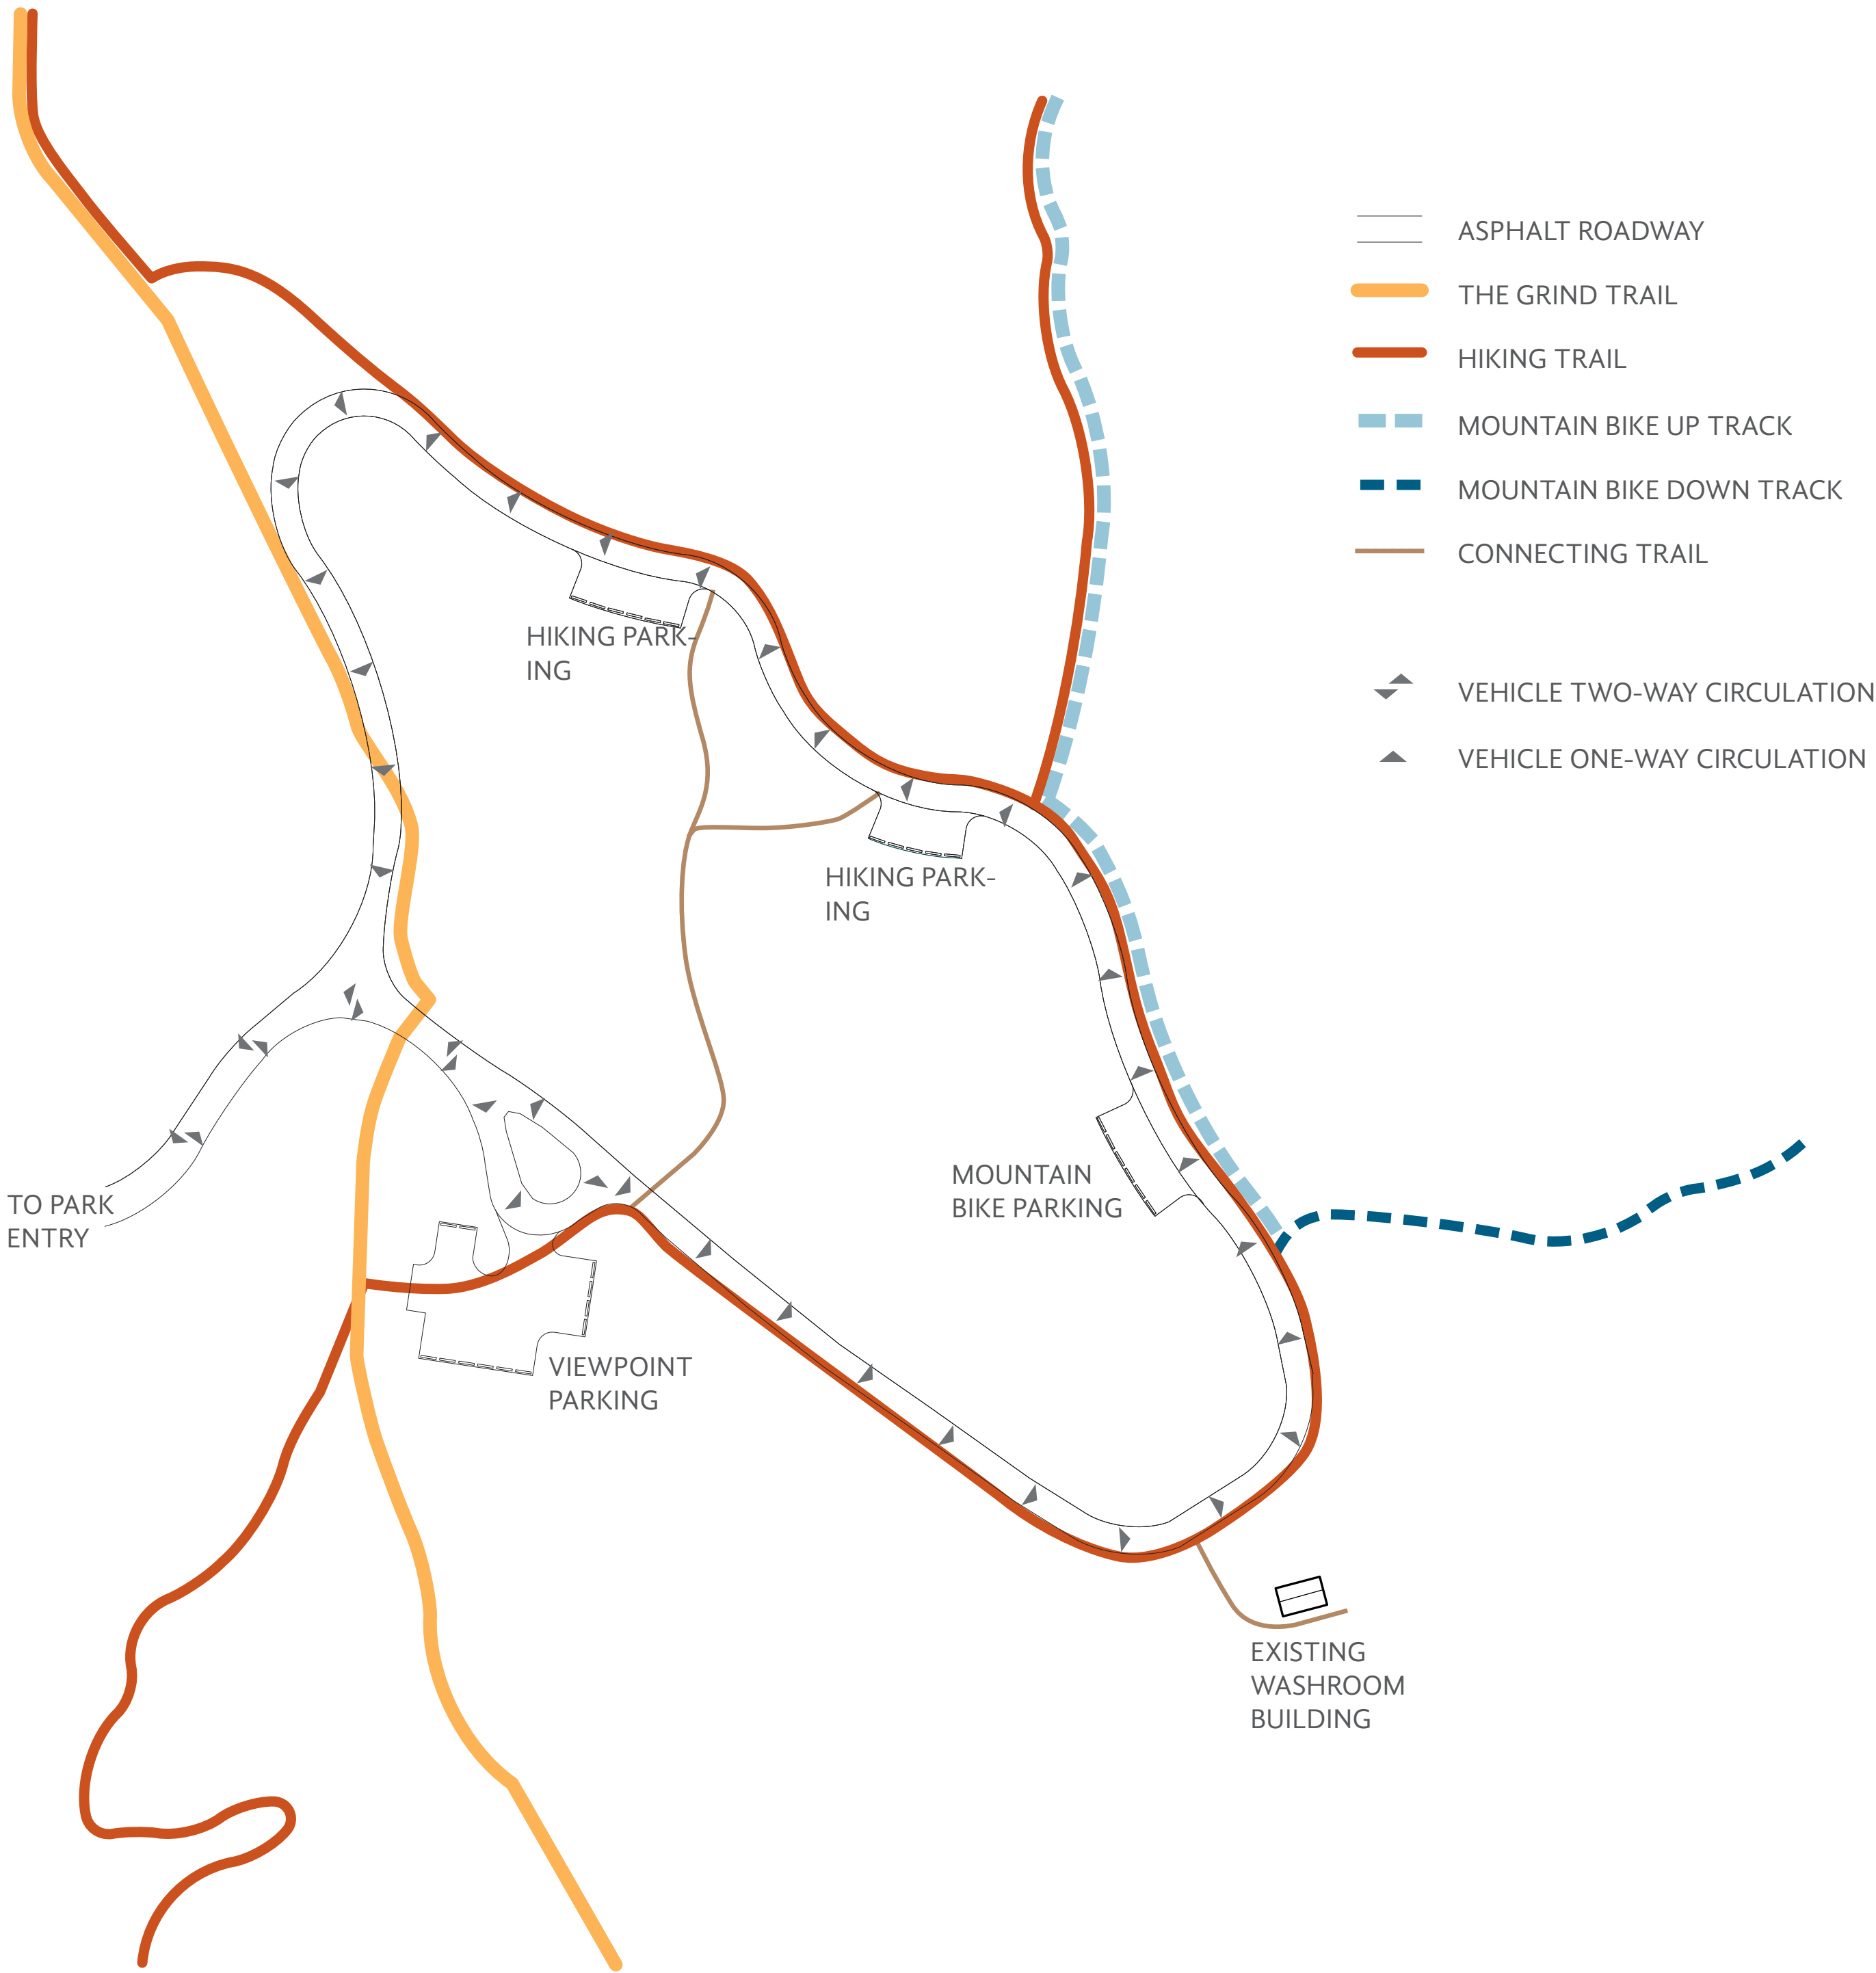 ASPHALT ROADWAY
THE GRIND TRAIL
HIKING TRAIL
MOUNTAIN BIKE UP TRACK
MOUNTAIN BIKE DOWN TRACK
CONNECTING TRAIL
VEHICLE TWO-WAY CIRCULATION
VEHICLE ONE-WAY CIRCULATION
HIKING PARK-
ING
HIKING PARK-
ING
MOUNTAIN
BIKE PARKING
TO PARK
ENTRY
VIEWPOINT
PARKING
EXISTING
WASHROOM
BUILDING